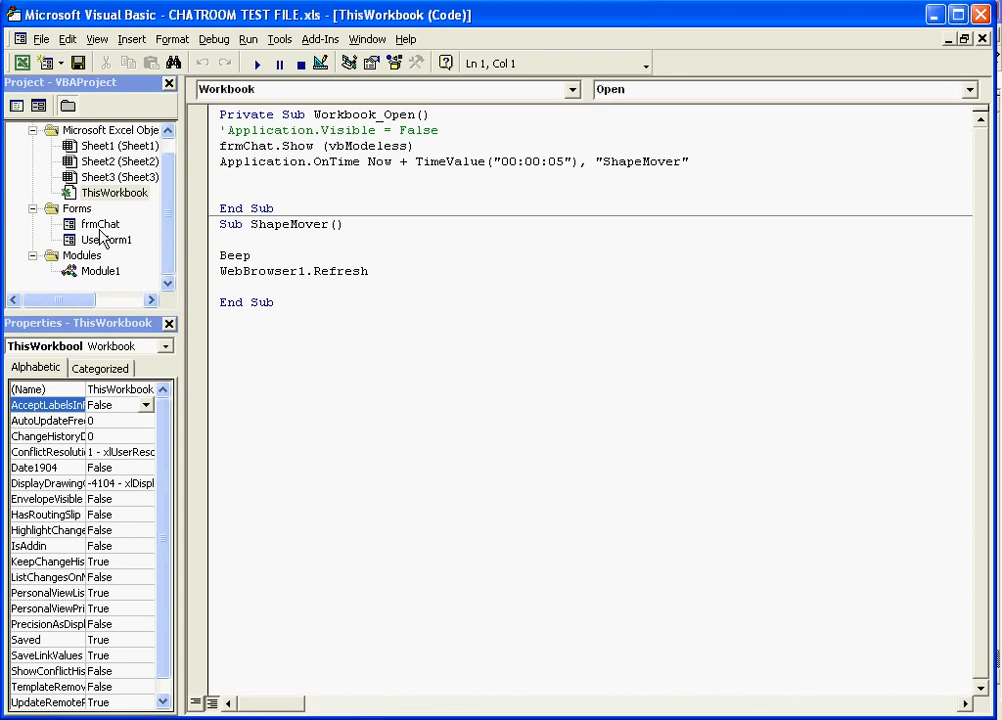 Microsoft Visual Basic - CHATROOM TEST FILE.xls - [ThisWorkbook (Code)]
File Edit View Insert Format Debug Run Tools Add-Ins Window Help
Ln 1, Col 1
Project - VBAProject
Workbook
Open
Microsoft Excel Obje
Sheet1 (Sheet1)
Sheet2 (Sheet2)
Sheet3 (Sheet3)
ThisWorkbook
Forms
frmChat
UserForm1
Modules
Module1
Properties - ThisWorkbook
ThisWorkbool Workbook
Alphabetic Categorized
(Name) ThisWorkbook
AcceptLabelsInF False
AutoUpdateFre 0
ChangeHistoryD 0
ConflictResoluti 1 - xlUserResc
Date1904 False
DisplayDrawing -4104 - xlDispl
EnvelopeVisible False
HasRoutingSlip False
HighlightChange False
IsAddin False
KeepChangeHis True
ListChangesOnN False
PersonalViewLis True
PersonalViewPri True
PrecisionAsDispl False
Saved True
SaveLinkValues True
ShowConflictHis False
TemplateRemov False
UpdateRemoteF True
Private Sub Workbook_Open()
'Application.Visible = False
frmChat.Show (vbModeless)
Application.OnTime Now + TimeValue("00:00:05"), "ShapeMover"
End Sub
Sub ShapeMover()
Beep
WebBrowser1.Refresh
End Sub